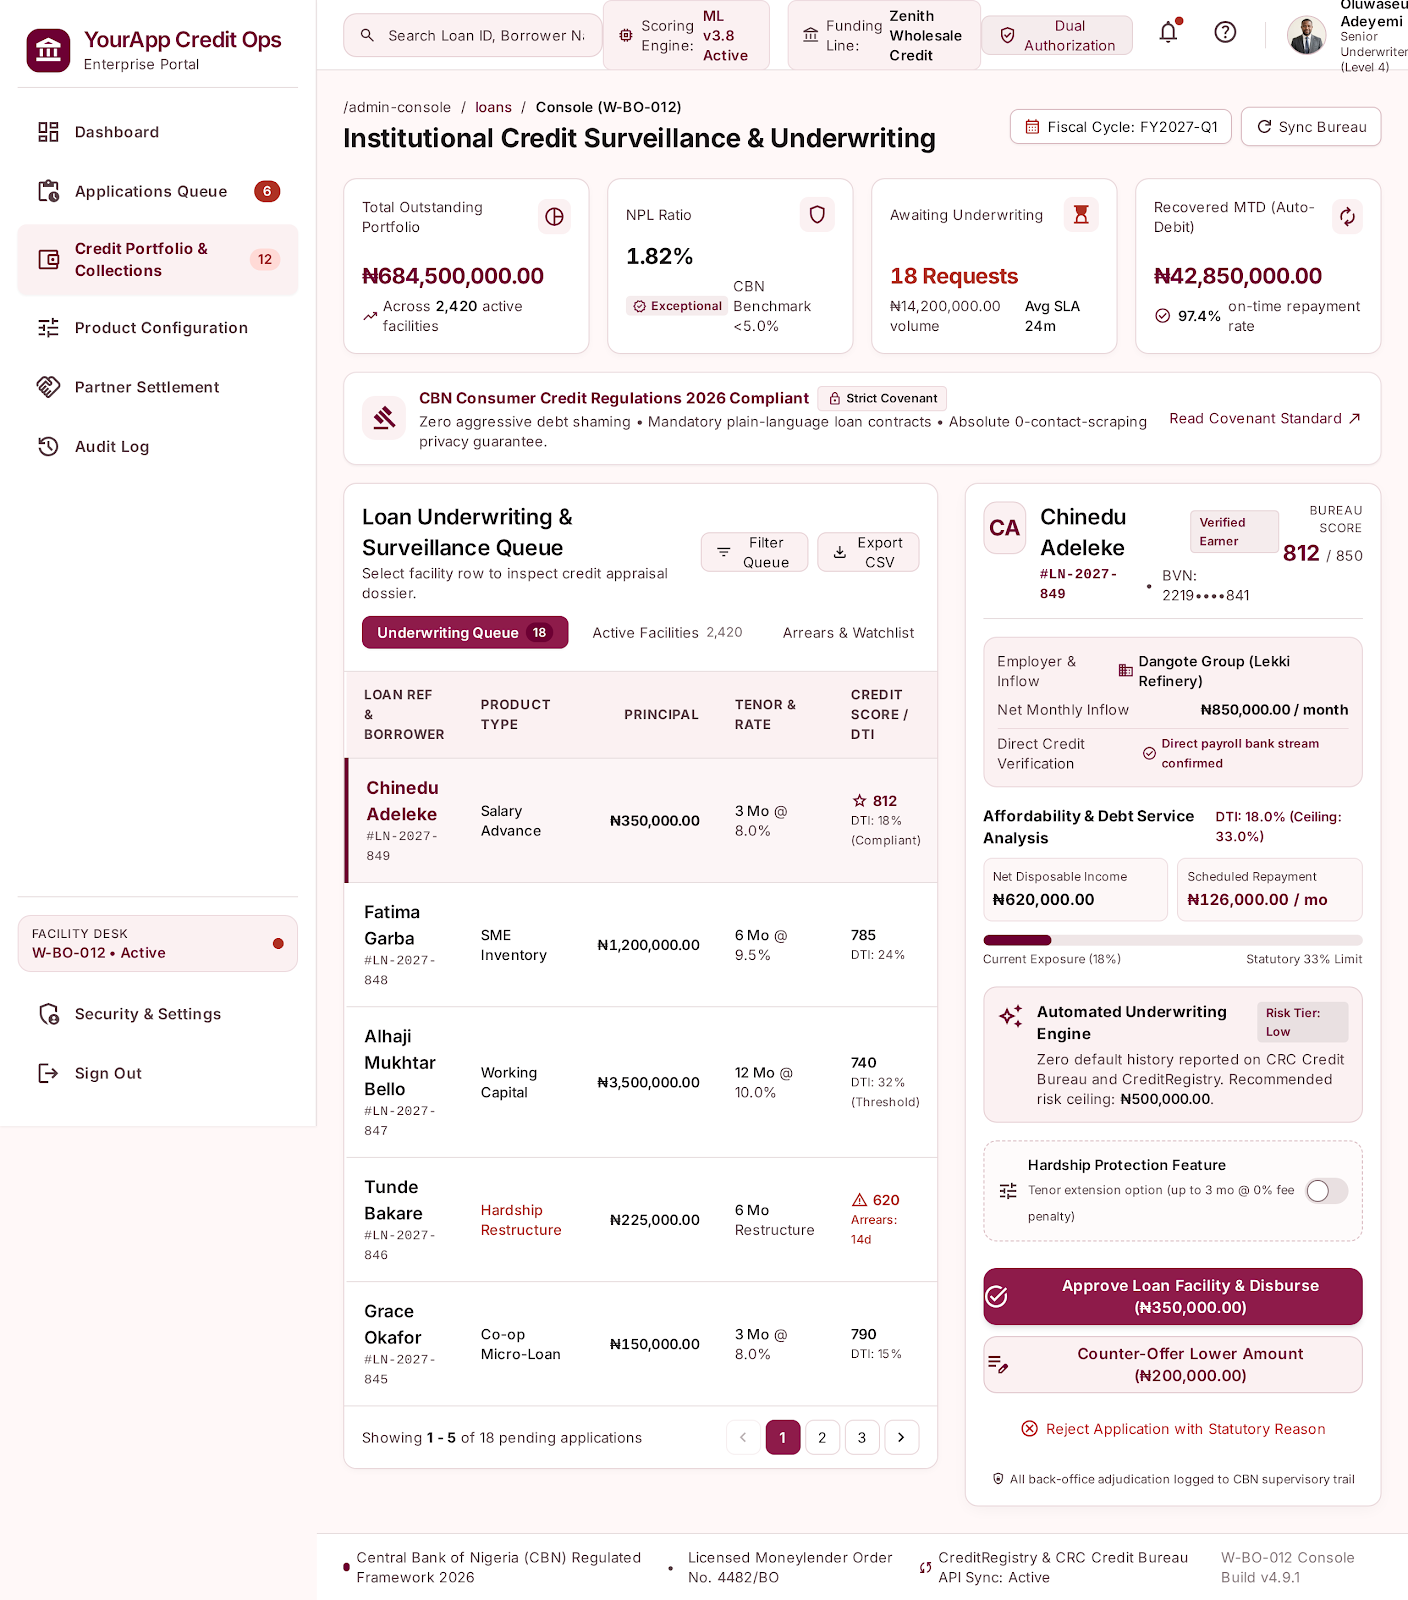 YourApp Credit Ops
Enterprise Portal
Dashboard
Applications Queue
6
Credit Portfolio &
Collections
12
Product Configuration
Partner Settlement
Audit Log
FACILITY DESK
W-BO-012 • Active
Security & Settings
Sign Out
Search Loan ID, Borrower N
Scoring
Engine:
ML
v3.8
Active
Funding
Line:
Zenith
Wholesale
Credit
Dual
Authorization
Oluwaseu
Adeyemi
Senior
Underwriter
(Level 4)
/admin-console / loans / Console (W-BO-012)
Institutional Credit Surveillance & Underwriting
Fiscal Cycle: FY2027-Q1
Sync Bureau
Total Outstanding
Portfolio
₦684,500,000.00
Across 2,420 active
facilities
NPL Ratio
1.82%
Exceptional
CBN
Benchmark
<5.0%
Awaiting Underwriting
18 Requests
₦14,200,000.00
volume
Avg SLA
24m
Recovered MTD (Auto-
Debit)
₦42,850,000.00
97.4%
on-time repayment
rate
CBN Consumer Credit Regulations 2026 Compliant
Strict Covenant
Zero aggressive debt shaming • Mandatory plain-language loan contracts • Absolute 0-contact-scraping
privacy guarantee.
Read Covenant Standard
Loan Underwriting &
Surveillance Queue
Select facility row to inspect credit appraisal
dossier.
Filter
Queue
Export
CSV
Underwriting Queue 18
Active Facilities 2,420
Arrears & Watchlist
LOAN REF
&
BORROWER
PRODUCT
TYPE
PRINCIPAL
TENOR &
RATE
CREDIT
SCORE /
DTI
Chinedu
Adeleke
#LN-2027-
849
Salary
Advance
₦350,000.00
3 Mo @
8.0%
812
DTI: 18%
(Compliant)
Fatima
Garba
#LN-2027-
848
SME
Inventory
₦1,200,000.00
6 Mo @
9.5%
785
DTI: 24%
Alhaji
Mukhtar
Bello
#LN-2027-
847
Working
Capital
₦3,500,000.00
12 Mo @
10.0%
740
DTI: 32%
(Threshold)
Tunde
Bakare
#LN-2027-
846
Hardship
Restructure
₦225,000.00
6 Mo
Restructure
620
Arrears:
14d
Grace
Okafor
#LN-2027-
845
Co-op
Micro-Loan
₦150,000.00
3 Mo @
8.0%
790
DTI: 15%
Showing 1 - 5 of 18 pending applications
1
2
3
CA
Chinedu
Adeleke
Verified
Earner
#LN-2027-
849
•
BVN:
2219••••841
BUREAU
SCORE
812 / 850
Employer &
Inflow
Dangote Group (Lekki
Refinery)
Net Monthly Inflow
₦850,000.00 / month
Direct Credit
Verification
Direct payroll bank stream
confirmed
Affordability & Debt Service
Analysis
DTI: 18.0% (Ceiling:
33.0%)
Net Disposable Income
₦620,000.00
Scheduled Repayment
₦126,000.00 / mo
Current Exposure (18%)
Statutory 33% Limit
Automated Underwriting
Engine
Risk Tier:
Low
Zero default history reported on CRC Credit
Bureau and CreditRegistry. Recommended
risk ceiling: ₦500,000.00.
Hardship Protection Feature
Tenor extension option (up to 3 mo @ 0% fee
penalty)
Approve Loan Facility & Disburse
(₦350,000.00)
Counter-Offer Lower Amount
(₦200,000.00)
Reject Application with Statutory Reason
All back-office adjudication logged to CBN supervisory trail
Central Bank of Nigeria (CBN) Regulated
Framework 2026
•
Licensed Moneylender Order
No. 4482/BO
CreditRegistry & CRC Credit Bureau
API Sync: Active
W-BO-012 Console
Build v4.9.1